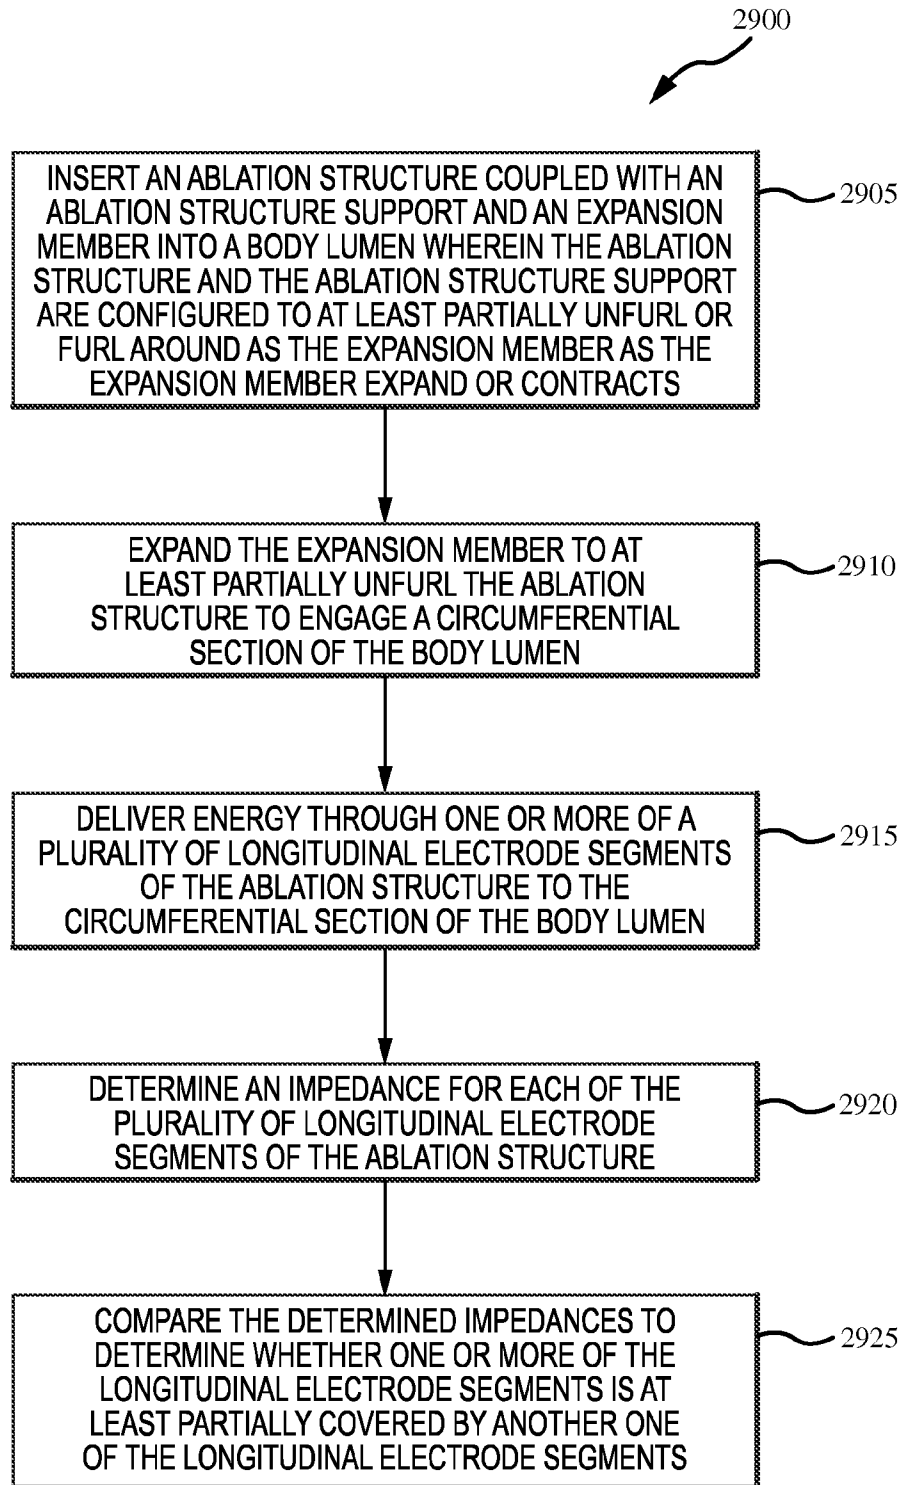 2900
INSERT AN ABLATION STRUCTURE COUPLED WITH AN
ABLATION STRUCTURE SUPPORT AND AN EXPANSION
MEMBER INTO A BODY LUMEN WHEREIN THE ABLATION
STRUCTURE AND THE ABLATION STRUCTURE SUPPORT
ARE CONFIGURED TO AT LEAST PARTIALLY UNFURL OR
FURL AROUND AS THE EXPANSION MEMBER AS THE
EXPANSION MEMBER EXPAND OR CONTRACTS
2905
EXPAND THE EXPANSION MEMBER TO AT
LEAST PARTIALLY UNFURL THE ABLATION
STRUCTURE TO ENGAGE A CIRCUMFERENTIAL
SECTION OF THE BODY LUMEN
2910
DELIVER ENERGY THROUGH ONE OR MORE OF A
PLURALITY OF LONGITUDINAL ELECTRODE SEGMENTS
OF THE ABLATION STRUCTURE TO THE
CIRCUMFERENTIAL SECTION OF THE BODY LUMEN
2915
DETERMINE AN IMPEDANCE FOR EACH OF THE
PLURALITY OF LONGITUDINAL ELECTRODE
SEGMENTS OF THE ABLATION STRUCTURE
2920
COMPARE THE DETERMINED IMPEDANCES TO
DETERMINE WHETHER ONE OR MORE OF THE
LONGITUDINAL ELECTRODE SEGMENTS IS AT
LEAST PARTIALLY COVERED BY ANOTHER ONE
OF THE LONGITUDINAL ELECTRODE SEGMENTS
2925